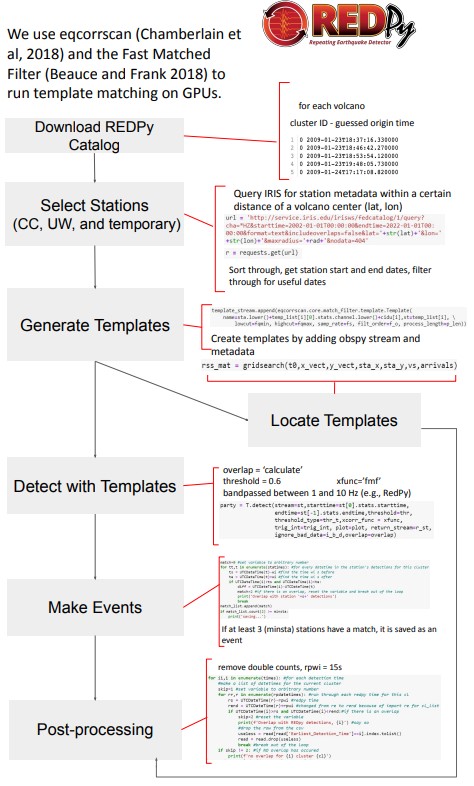 We use eqcorrscan (Chamberlain et
al, 2018) and the Fast Matched
Filter (Beauce and Frank 2018) to
run template matching on GPUs.
REDPy
Repeating Earthquake Detector
for each volcano
cluster ID - guessed origin time
1 0 2009-01-23T18:37:16.330000
2 0 2009-01-23T18:46:42.270000
3 0 2009-01-23T18:53:54.120000
4 0 2009-01-23T19:48:05.730000
5 0 2009-01-24T17:17:08.820000
Download REDPy
Catalog
Query IRIS for station metadata within a certain
distance of a volcano center (lat, lon)
url = 'http://service.iris.edu/irisws/fedcatalog/1/query?
cha=*HZ&starttime=2002-01-01T00:00:00&endtime=2022-01-01T00:
00:00&format=text&includeoverlaps=false&lat='+str(lat)+'&lon='
+str(lon)+'&maxradius='+rad+'&nodata=404'
r = requests.get(url)
Sort through, get station start and end dates, filter
through for useful dates
Select Stations
(CC, UW, and temporary)
template_stream.append(eqcorrscan.core.match_filter.template.Template(
name=sta.lower()+temp_list[i][0].stats.channel.lower()+cidu[i],st=temp_list[i], \
lowcut=fqmin, highcut=fqmax, samp_rate=fs, filt_order=f_o, process_length=p_len))
Generate Templates
Create templates by adding obspy stream and
metadata
rss_mat = gridsearch(t0,x_vect,y_vect,sta_x,sta_y,vs,arrivals)
Locate Templates
Detect with Templates
overlap = 'calculate'
threshold = 0.6 xfunc='fmf'
bandpassed between 1 and 10 Hz (e.g., RedPy)
party = T.detect(stream=st,starttime=st[0].stats.starttime,
endtime=st[-1].stats.endtime,threshold=thr,
threshold_type=thr_t,xcorr_func = xfunc,
trig_int=trig_int, plot=plot, return_stream=r_st,
ignore_bad_data=i_b_d,overlap=overlap)
Make Events
If at least 3 (minsta) stations have a match, it is saved as an
event
remove double counts, rpwi = 15s
Post-processing